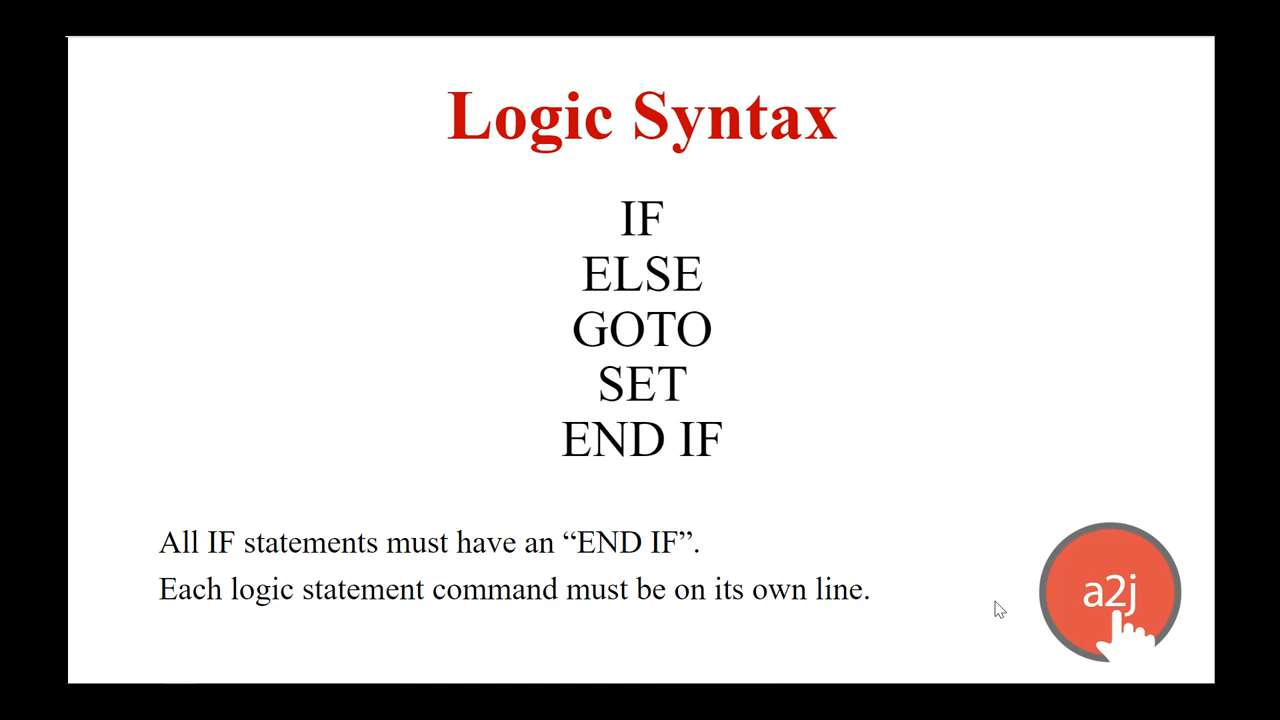 Logic Syntax
IF
ELSE
GOTO
SET
END IF
All IF statements must have an “END IF”.
Each logic statement command must be on its own line.
a2j